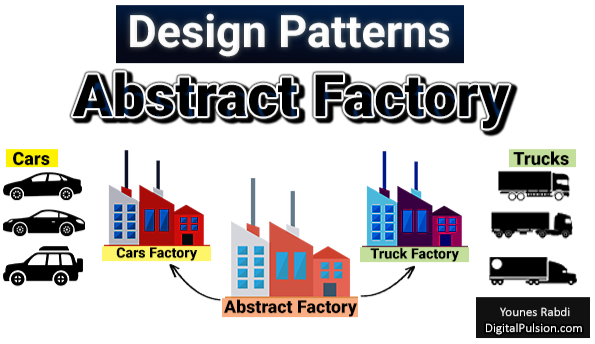 Design Patterns
Abstract Factory
Cars
Trucks
Cars Factory
Truck Factory
Abstract Factory
Younes Rabdi
DigitalPulsion.com